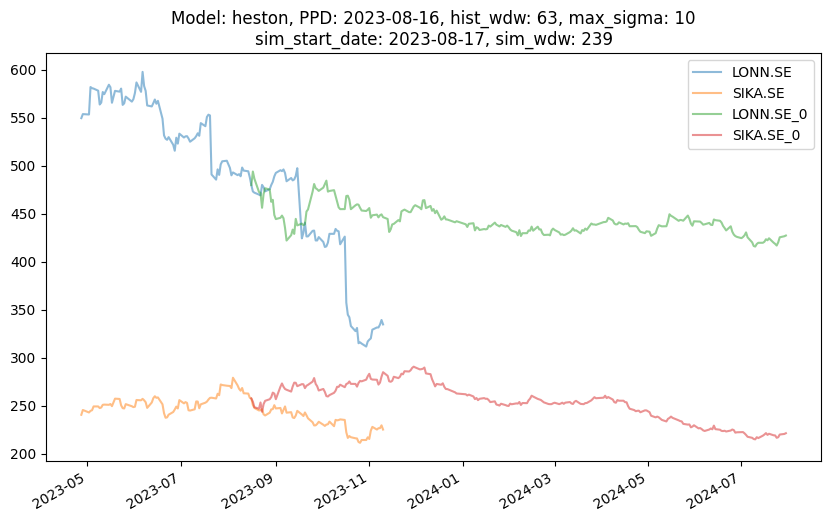 Model: heston, PPD: 2023-08-16, hist_wdw: 63, max_sigma: 10
sim_start_date: 2023-08-17, sim_wdw: 239
LONN.SE
SIKA.SE
LONN.SE_0
SIKA.SE_0
600
550
500
450
400
350
300
250
200
2023-05
2023-07
2023-09
2023-11
2024-01
2024-03
2024-05
2024-07